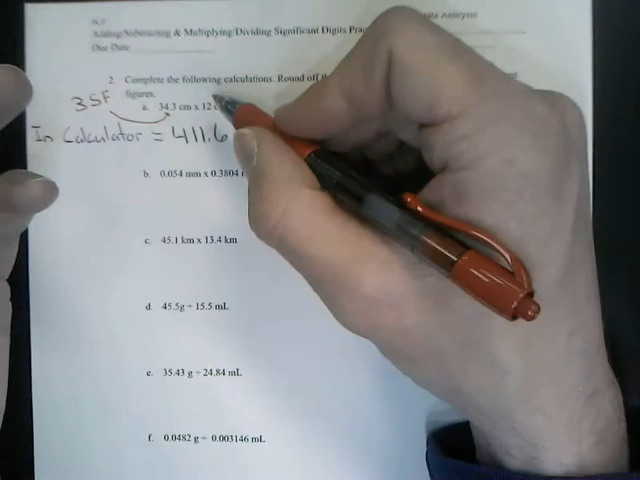 Adding/Subtracting & Multiplying/Dividing Significant Digits
Due Date
2. Complete the following calculations. Round off
figures.
3 SF
a. 34.3 cm x 12
In Calculator = 411.6
b. 0.054 mm x 0.3804
c. 45.1 km x 13.4 km
d. 45.5g ÷ 15.5 mL
e. 35.43 g ÷ 24.84 mL
f. 0.0482 g ÷ 0.003146 mL